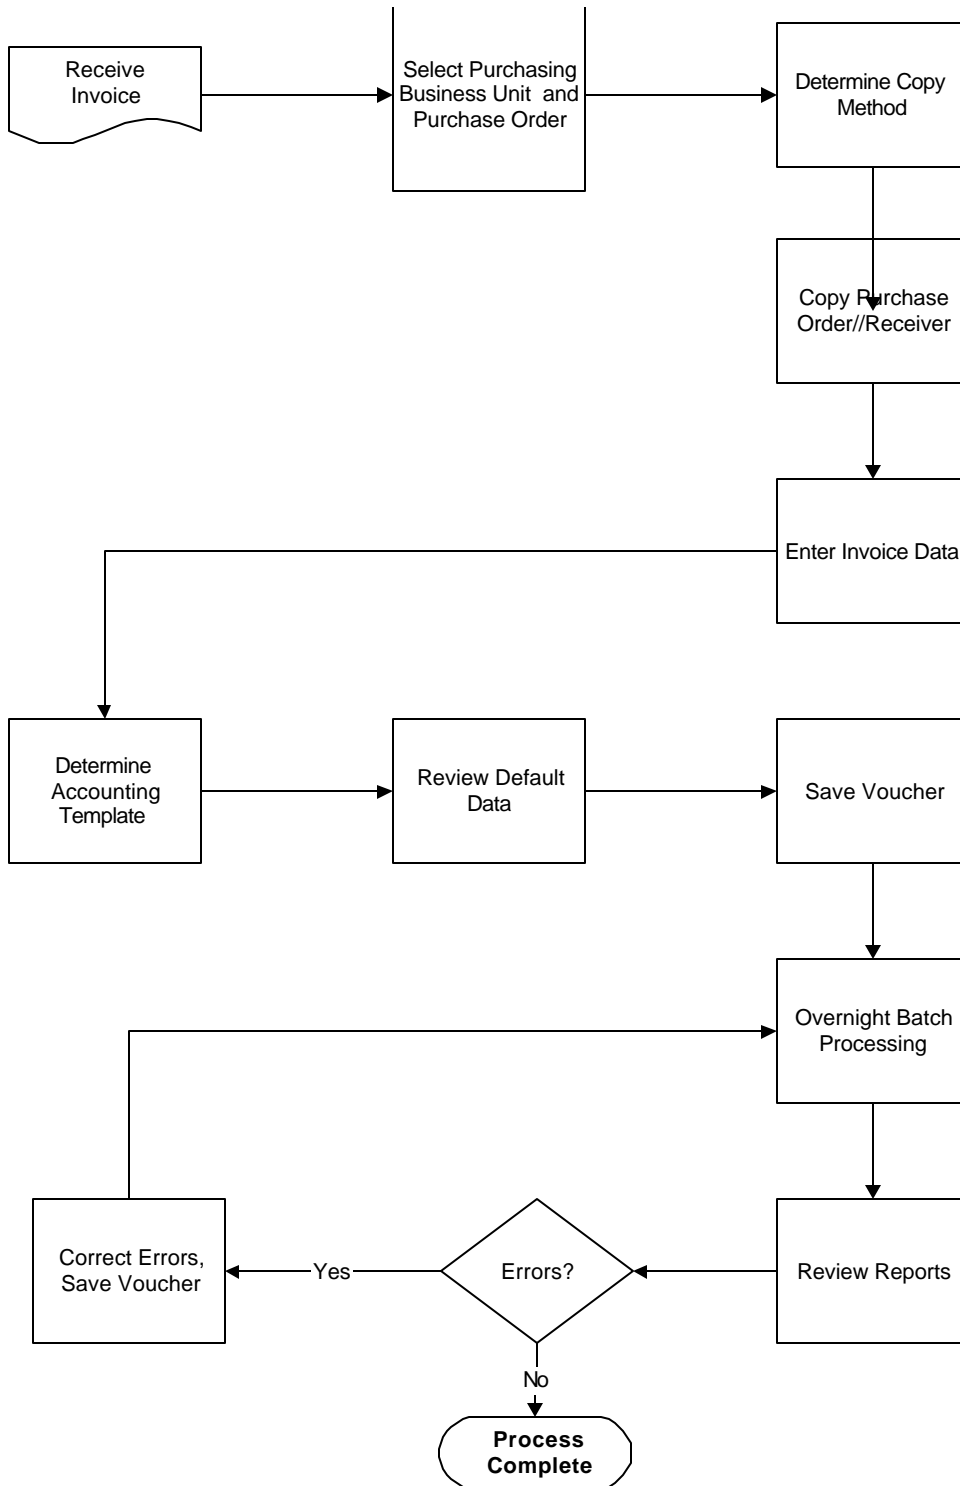 Receive
Invoice
Select Purchasing
Business Unit and
Purchase Order
Determine Copy
Method
Copy Purchase
Order//Receiver
Enter Invoice Data
Determine
Accounting
Template
Review Default
Data
Save Voucher
Overnight Batch
Processing
Correct Errors,
Save Voucher
Yes
Errors?
Review Reports
No
Process
Complete